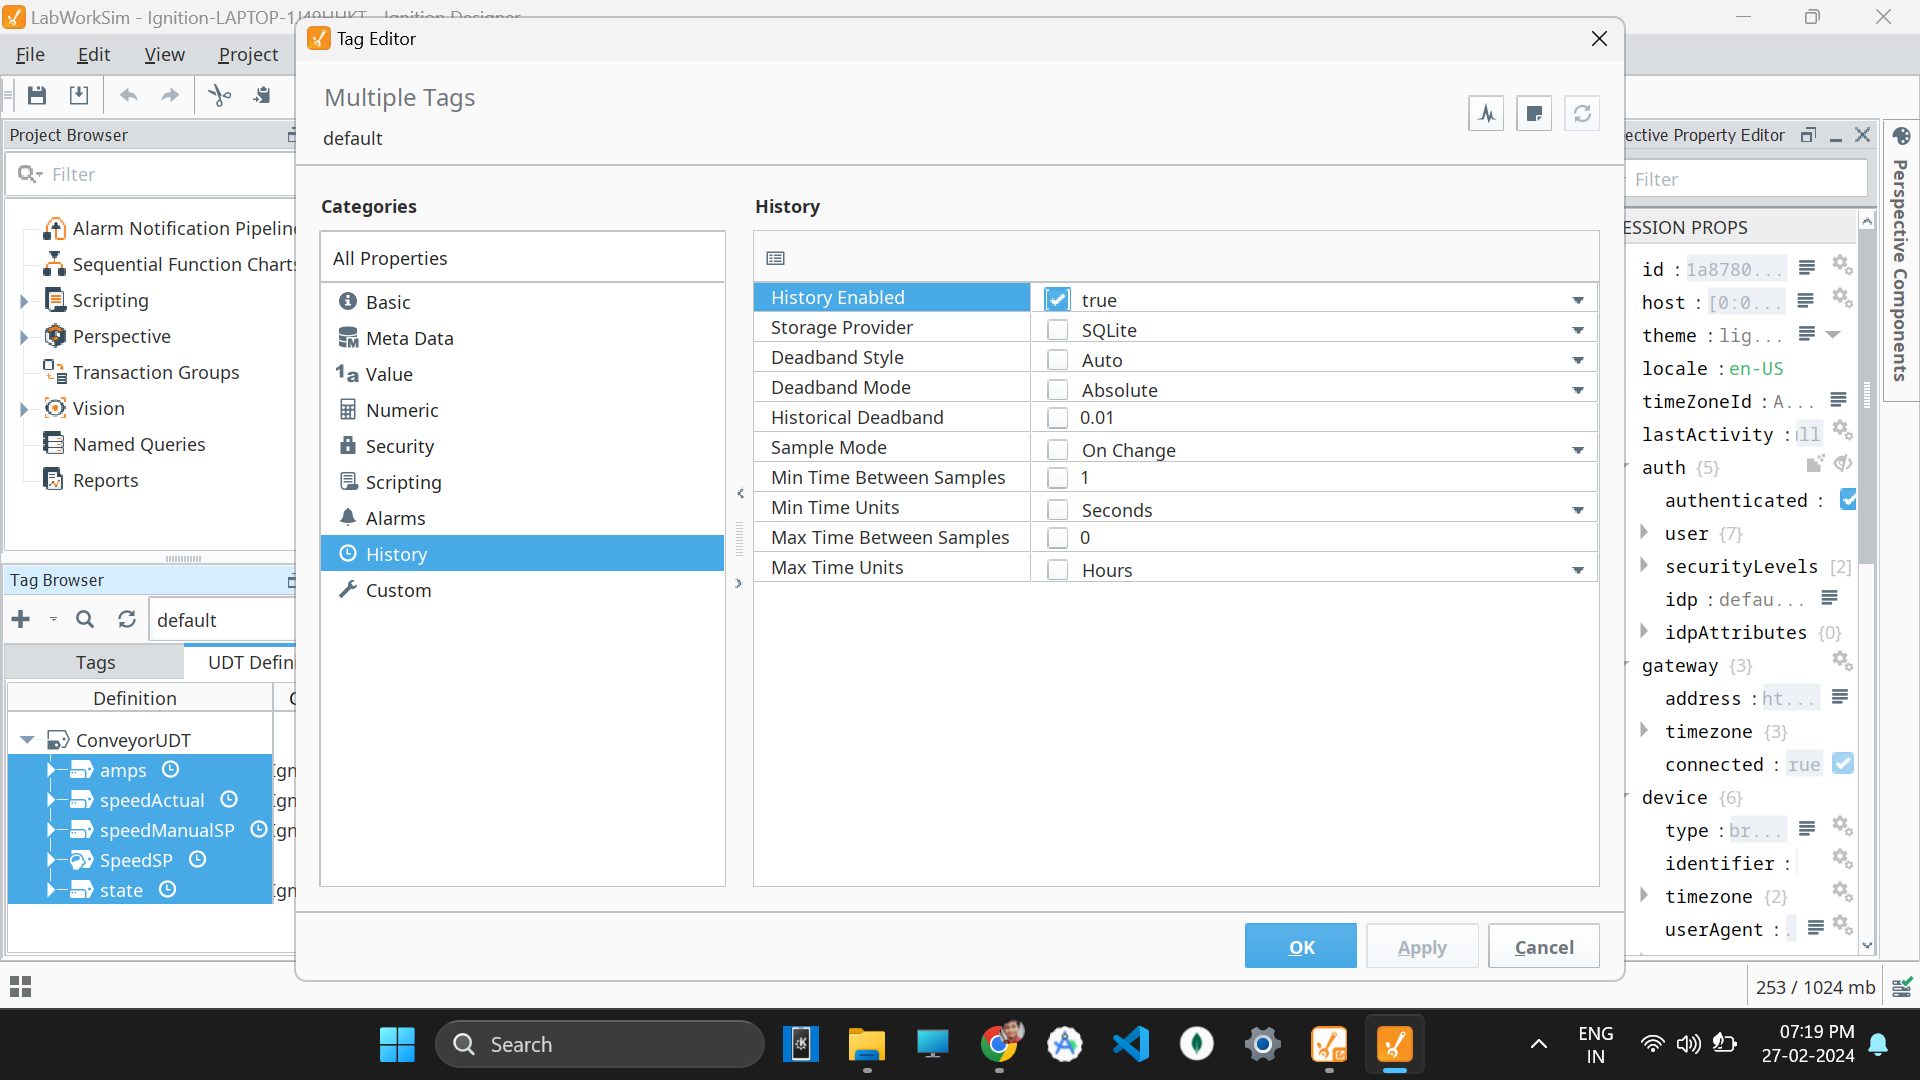 LabWorkSim - Ignition-LAPTOP-1J49HHKT - Ignition Designer
File Edit View Project
Project Browser
Filter
Alarm Notification Pipelin
Sequential Function Charts
Scripting
Perspective
Transaction Groups
Vision
Named Queries
Reports
Tag Browser
default
Tags UDT Defini
Definition
ConveyorUDT
amps
speedActual
speedManualSP
SpeedSP
state
Tag Editor
Multiple Tags
default
Categories
All Properties
Basic
Meta Data
Value
Numeric
Security
Scripting
Alarms
History
Custom
History
History Enabled true
Storage Provider SQLite
Deadband Style Auto
Deadband Mode Absolute
Historical Deadband 0.01
Sample Mode On Change
Min Time Between Samples 1
Min Time Units Seconds
Max Time Between Samples 0
Max Time Units Hours
OK Apply Cancel
ective Property Editor
Filter
ESSION PROPS
id : 1a8780...
host : [0:0...
theme : lig...
locale : en-US
timeZoneId : A...
lastActivity : ll
auth {5}
authenticated :
user {7}
securityLevels [2]
idp : defau...
idpAttributes {0}
gateway {3}
address : ht...
timezone {3}
connected : rue
device {6}
type : br...
identifier :
timezone {2}
userAgent : .
Perspective Components
253 / 1024 mb
Search
ENG
IN
07:19 PM
27-02-2024